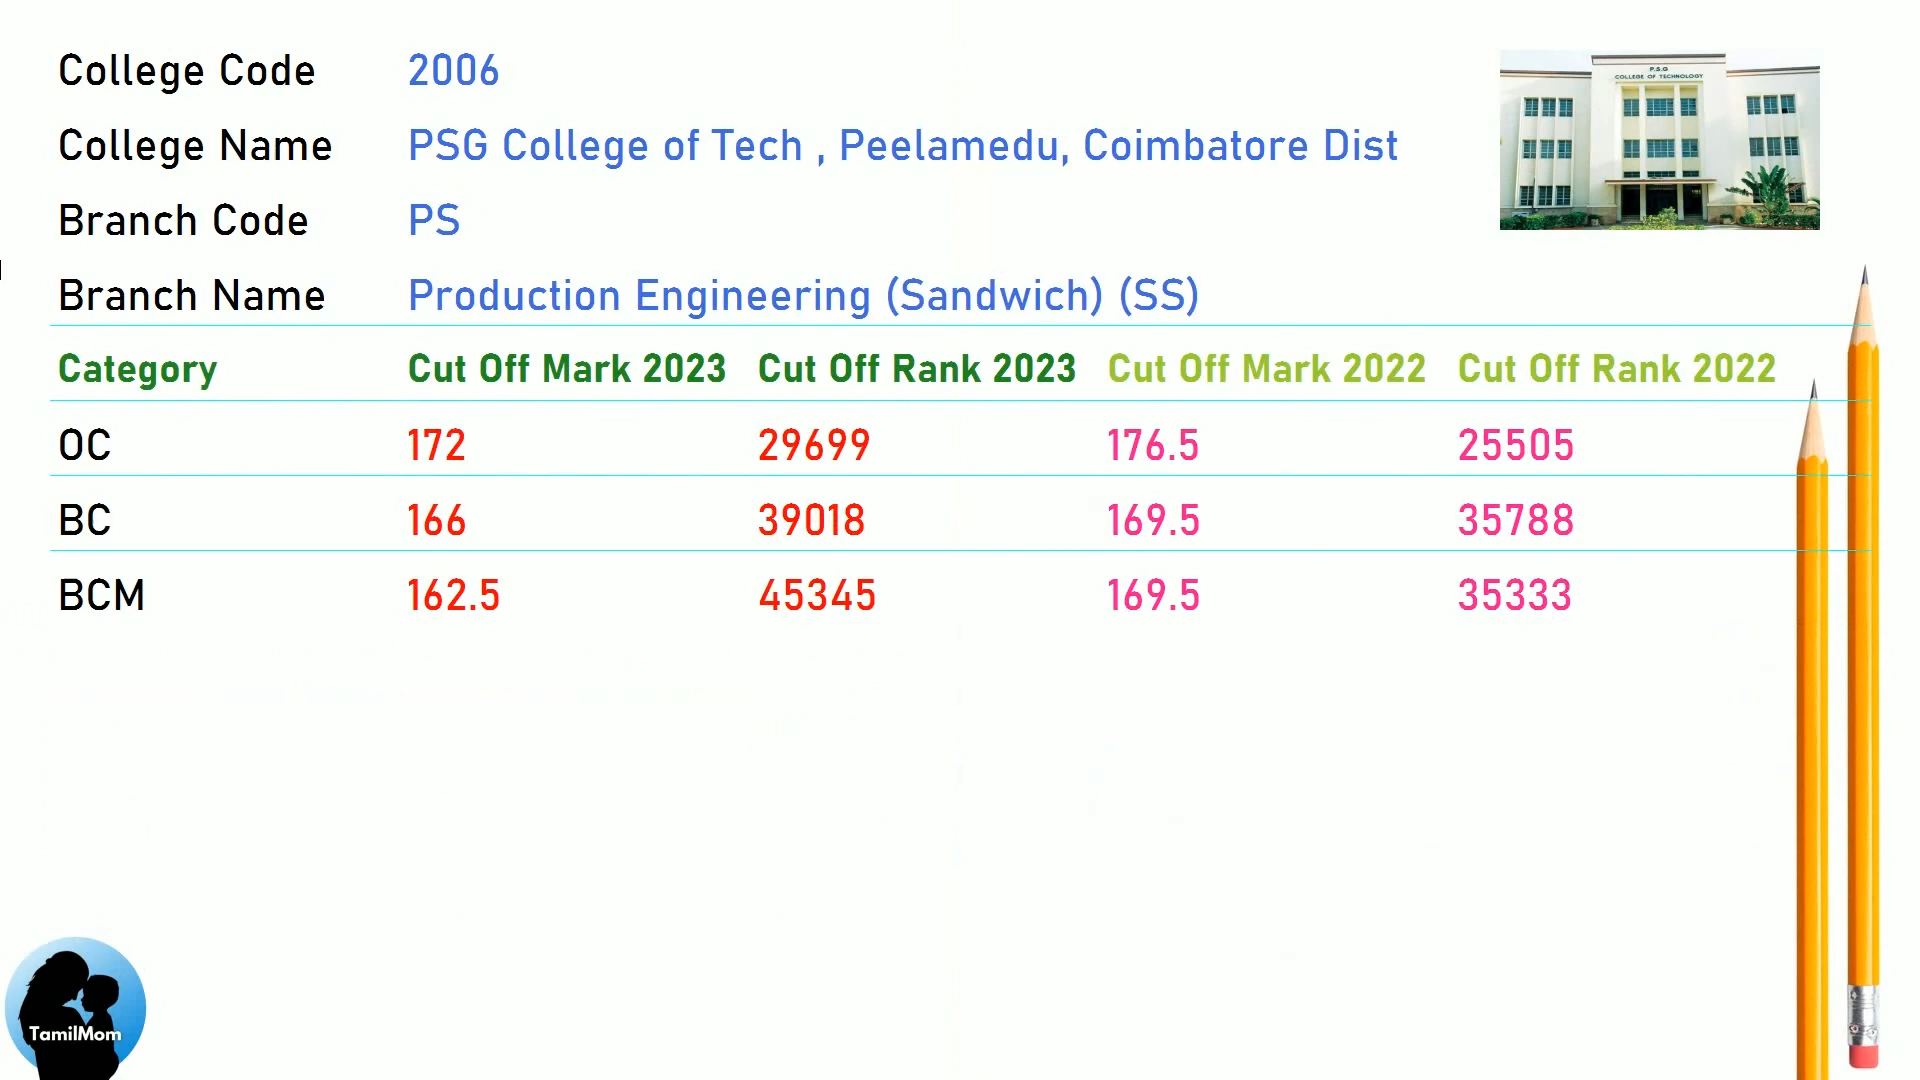 College Code 2006
College Name PSG College of Tech , Peelamedu, Coimbatore Dist
Branch Code PS
Branch Name Production Engineering (Sandwich) (SS)
P.S.G
COLLEGE OF TECHNOLOGY
Category Cut Off Mark 2023 Cut Off Rank 2023 Cut Off Mark 2022 Cut Off Rank 2022
OC 172 29699 176.5 25505
BC 166 39018 169.5 35788
BCM 162.5 45345 169.5 35333
TamilMom